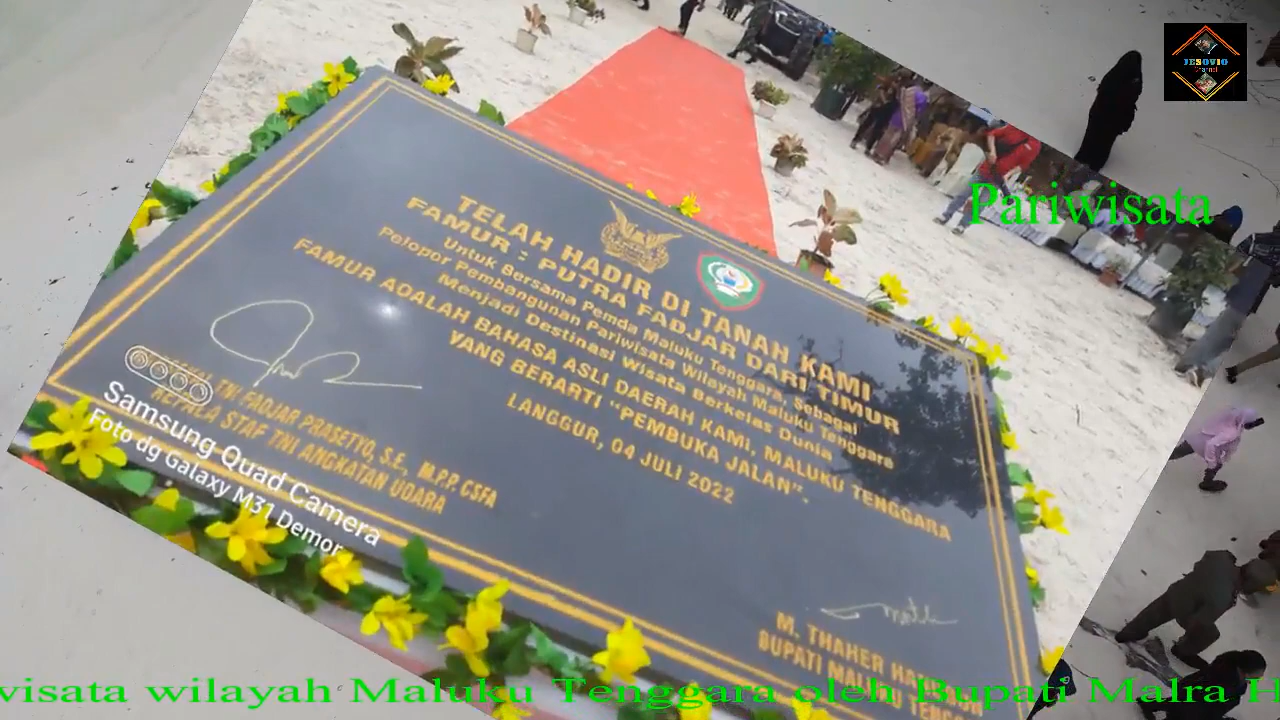 JESOVIO
Channel
Pariwisata
TELAH HADIR DI TANAH KAMI
FAMUR : PUTRA FADJAR DARI TIMUR
Untuk Bersama Pemda Maluku Tenggara, Sebagai
Pelopor Pembangunan Pariwisata Wilayah Maluku Tenggare
Menjadi Destinasi Wisata Berkelas Dunia
FAMUR ADALAH BAHASA ASLI DAERAH KAMI, MALUKU TENGGARA
YANG BERARTI "PEMBUKA JALAN".
LANGGUR, 04 JULI 2022
TNI FADJAR PRASETYO, S.E., M.P.P. CSFA
KEPALA STAF TNI ANGKATAN UDARA
M. THAHER
BUPATI MALUKU
Samsung Quad Camera
Foto dg Galaxy M31 Demor
wisata wilayah Maluku Tenggara oleh Bupati Malra H